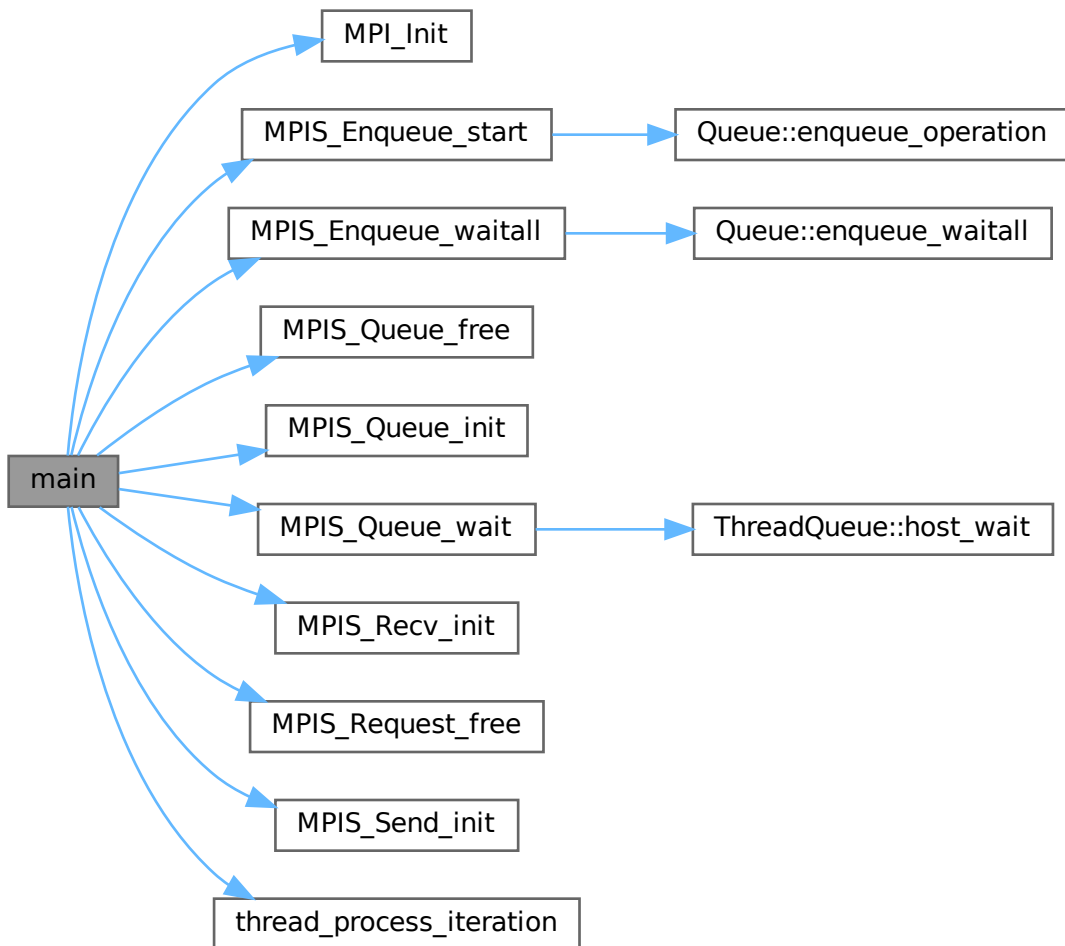 MPI_Init
MPIS_Enqueue_start
Queue::enqueue_operation
MPIS_Enqueue_waitall
Queue::enqueue_waitall
MPIS_Queue_free
MPIS_Queue_init
main
MPIS_Queue_wait
ThreadQueue::host_wait
MPIS_Recv_init
MPIS_Request_free
MPIS_Send_init
thread_process_iteration